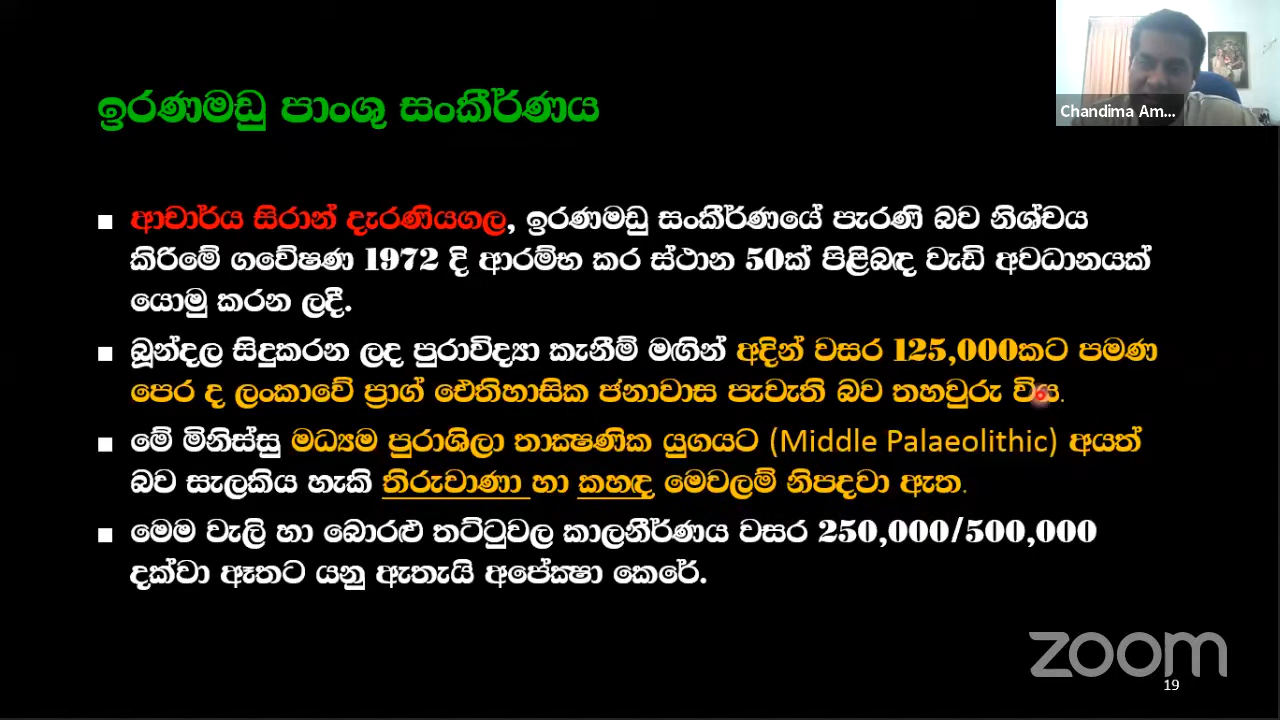 Chandima Am...
ඉරණමඩු පාංශු සංකීර්ණය
■ ආචාර්ය සිරාන් දැරණියගල, ඉරණමඩු සංකීර්ණයේ පැරණි බව නිශ්චය
කිරීමේ ගවේෂණ 1972 දි ආරම්භ කර ස්ථාන 50ක් පිළිබඳ වැඩි අවධානයක්
යොමු කරන ලදී.
■ බූන්දල සිදුකරන ලද පුරාවිද්‍යා කැනීම් මඟින් අදින් වසර 125,000කට පමණ
පෙර ද ලංකාවේ ප්‍රාග් ඓතිහාසික ජනාවාස පැවැති බව තහවුරු විය.
■ මේ මිනිස්සු මධ්‍යම පුරාශිලා තාක්‍ෂණික යුගයට (Middle Palaeolithic) අයත්
බව සැලකිය හැකි තිරුවාණා හා කහඳ මෙවලම් නිපදවා ඇත.
■ මෙම වැලි හා බොරළු තට්ටුවල කාලනීර්ණය වසර 250,000/500,000
දක්වා ඈතට යනු ඇතැයි අපේක්‍ෂා කෙරේ.
zoom
19